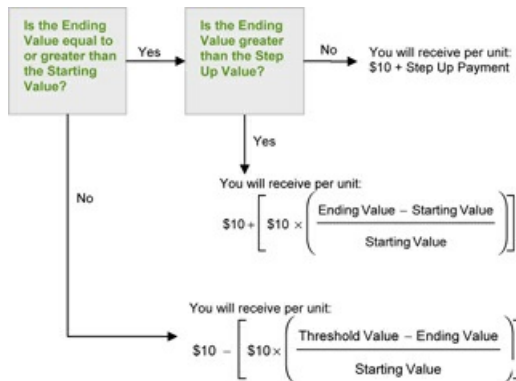 Is the Ending
Value equal to
or greater than
the Starting
Value?
Yes
Is the Ending
Value greater
than the Step
Up Value?
No
You will receive per unit:
$10 + Step Up Payment
Yes
No
You will receive per unit:
$10+[$10 × (Ending Value – Starting Value
Starting Value)]
You will receive per unit:
$10 – [$10× (Threshold Value – Ending Value
Starting Value)]